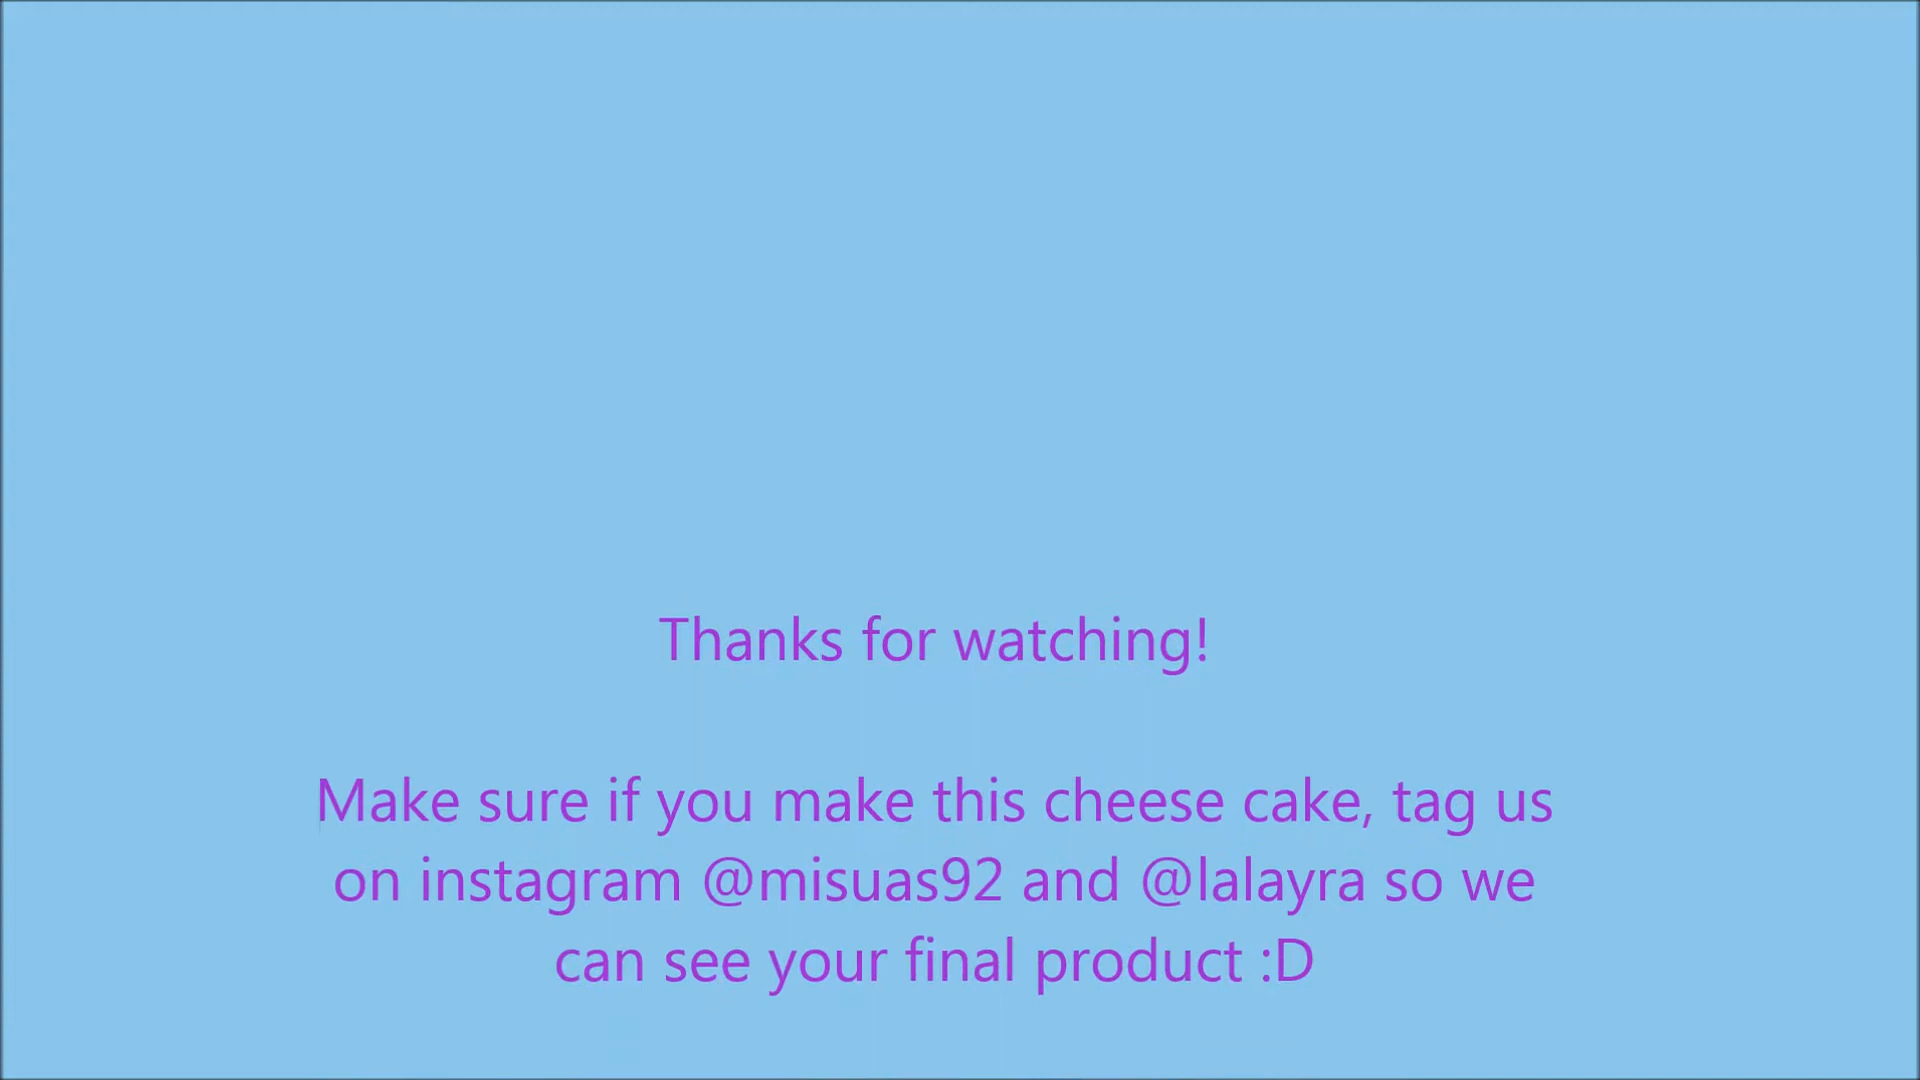 Thanks for watching!
Make sure if you make this cheese cake, tag us
on instagram @misuas92 and @lalayra so we
can see your final product :D